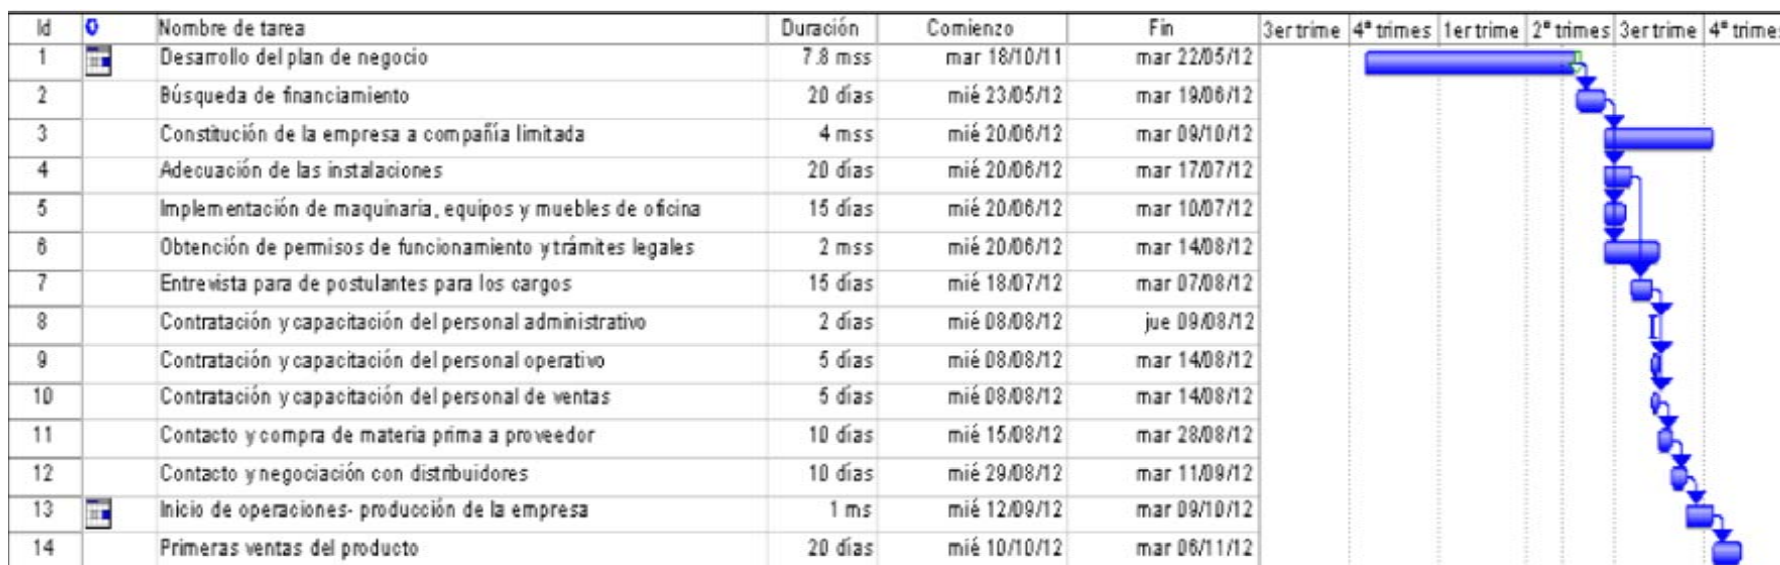 Id Nombre de tarea Duración Comienzo Fin 3er trime 4º trimes 1er trime 2º trimes 3er trime 4º trimes
1 Desarrollo del plan de negocio 7.8 mss mar 18/10/11 mar 22/05/12
2 Búsqueda de financiamiento 20 días mié 23/05/12 mar 19/06/12
3 Constitución de la empresa a compañía limitada 4 mss mié 20/06/12 mar 09/10/12
4 Adecuación de las instalaciones 20 días mié 20/06/12 mar 17/07/12
5 Implementación de maquinaria, equipos y muebles de oficina 15 días mié 20/06/12 mar 10/07/12
6 Obtención de permisos de funcionamiento y trámites legales 2 mss mié 20/06/12 mar 14/08/12
7 Entrevista para de postulantes para los cargos 15 días mié 18/07/12 mar 07/08/12
8 Contratación y capacitación del personal administrativo 2 días mié 08/08/12 jue 09/08/12
9 Contratación y capacitación del personal operativo 5 días mié 08/08/12 mar 14/08/12
10 Contratación y capacitación del personal de ventas 5 días mié 08/08/12 mar 14/08/12
11 Contacto y compra de materia prima a proveedor 10 días mié 15/08/12 mar 28/08/12
12 Contacto y negociación con distribuidores 10 días mié 29/08/12 mar 11/09/12
13 Inicio de operaciones- producción de la empresa 1 ms mié 12/09/12 mar 09/10/12
14 Primeras ventas del producto 20 días mié 10/10/12 mar 06/11/12